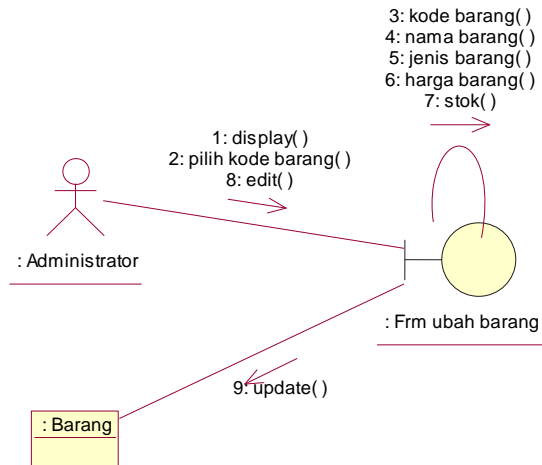 3: kode barang( )
4: nama barang( )
5: jenis barang( )
6: harga barang( )
7: stok( )
1: display( )
2: pilih kode barang( )
8: edit( )
: Administrator
: Frm ubah barang
9: update( )
: Barang